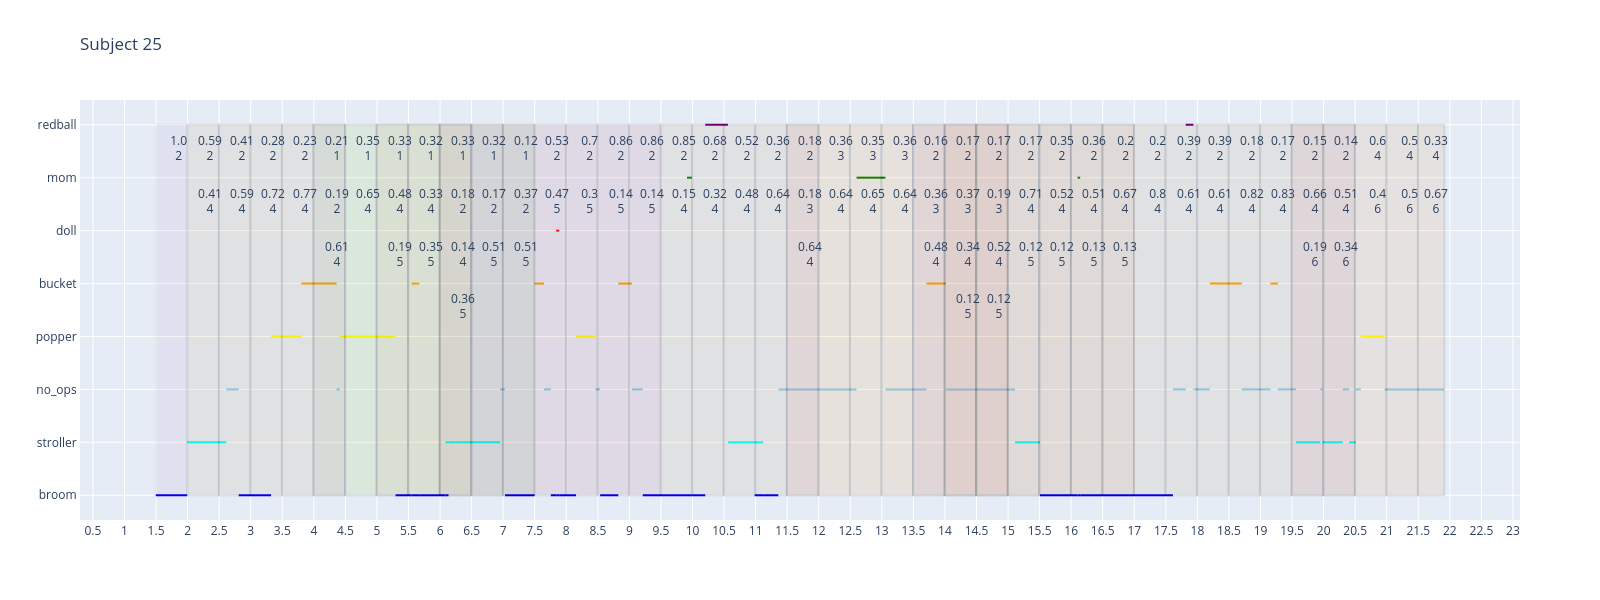 Subject 25
redball
1.0 0.59 0.41 0.28 0.23 0.21 0.35 0.33 0.32 0.33 0.32 0.12 0.53 0.7 0.86 0.86 0.85 0.68 0.52 0.36 0.18 0.36 0.35 0.36 0.16 0.17 0.17 0.17 0.35 0.36 0.2 0.2 0.39 0.39 0.18 0.17 0.15 0.14 0.6 0.5 0.33
2 2 2 2 2 1 1 1 1 1 1 1 2 2 2 2 2 2 2 2 2 3 3 3 2 2 2 2 2 2 2 2 2 2 2 2 2 2 4 4 4
mom
0.41 0.59 0.72 0.77 0.19 0.65 0.48 0.33 0.18 0.17 0.37 0.47 0.3 0.14 0.14 0.15 0.32 0.48 0.64 0.18 0.64 0.65 0.64 0.36 0.37 0.19 0.71 0.52 0.51 0.67 0.8 0.61 0.61 0.82 0.83 0.66 0.51 0.4 0.5 0.67
4 4 4 4 2 4 4 4 2 2 2 5 5 5 5 4 4 4 4 3 4 4 4 3 3 3 4 4 4 4 4 4 4 4 4 4 4 6 6 6
doll
0.61 0.19 0.35 0.14 0.51 0.51 0.64 0.48 0.34 0.52 0.12 0.12 0.13 0.13 0.19 0.34
4 5 5 4 5 5 4 4 4 4 5 5 5 5 6 6
bucket
0.36 0.12 0.12
5 5 5
popper
no_ops
stroller
broom
0.5 1 1.5 2 2.5 3 3.5 4 4.5 5 5.5 6 6.5 7 7.5 8 8.5 9 9.5 10 10.5 11 11.5 12 12.5 13 13.5 14 14.5 15 15.5 16 16.5 17 17.5 18 18.5 19 19.5 20 20.5 21 21.5 22 22.5 23